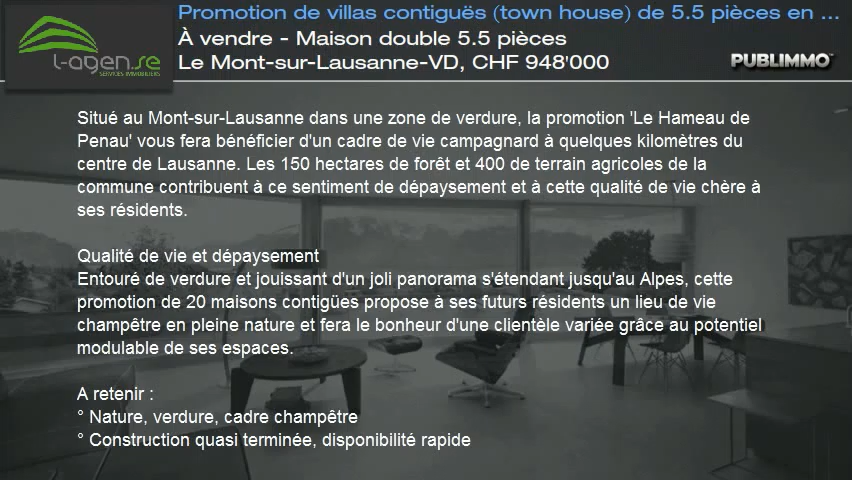 Promotion de villas contiguës (town house) de 5.5 pièces en ...
À vendre - Maison double 5.5 pièces
Le Mont-sur-Lausanne-VD, CHF 948'000
L-agen.se
SERVICES IMMOBILIERS
PUBLIMMO
Situé au Mont-sur-Lausanne dans une zone de verdure, la promotion 'Le Hameau de
Penau' vous fera bénéficier d'un cadre de vie campagnard à quelques kilomètres du
centre de Lausanne. Les 150 hectares de forêt et 400 de terrain agricoles de la
commune contribuent à ce sentiment de dépaysement et à cette qualité de vie chère à
ses résidents.
Qualité de vie et dépaysement
Entouré de verdure et jouissant d'un joli panorama s'étendant jusqu'au Alpes, cette
promotion de 20 maisons contigües propose à ses futurs résidents un lieu de vie
champêtre en pleine nature et fera le bonheur d'une clientèle variée grâce au potentiel
modulable de ses espaces.
A retenir :
° Nature, verdure, cadre champêtre
° Construction quasi terminée, disponibilité rapide